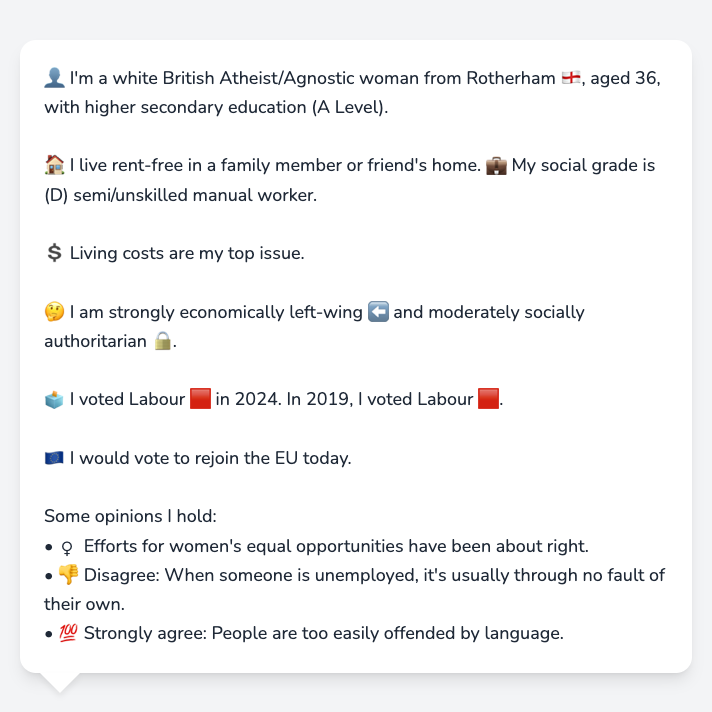 👤 I'm a white British Atheist/Agnostic woman from Rotherham 🏴󠁧󠁢󠁥󠁮󠁧󠁿, aged 36,
with higher secondary education (A Level).
🏠 I live rent-free in a family member or friend's home. 💼 My social grade is
(D) semi/unskilled manual worker.
💲 Living costs are my top issue.
🤔 I am strongly economically left-wing ⬅️ and moderately socially
authoritarian 🔒.
🗳️ I voted Labour 🟥 in 2024. In 2019, I voted Labour 🟥.
🇪🇺 I would vote to rejoin the EU today.
Some opinions I hold:
• ♀ Efforts for women's equal opportunities have been about right.
• 👎 Disagree: When someone is unemployed, it's usually through no fault of
their own.
• 💯 Strongly agree: People are too easily offended by language.